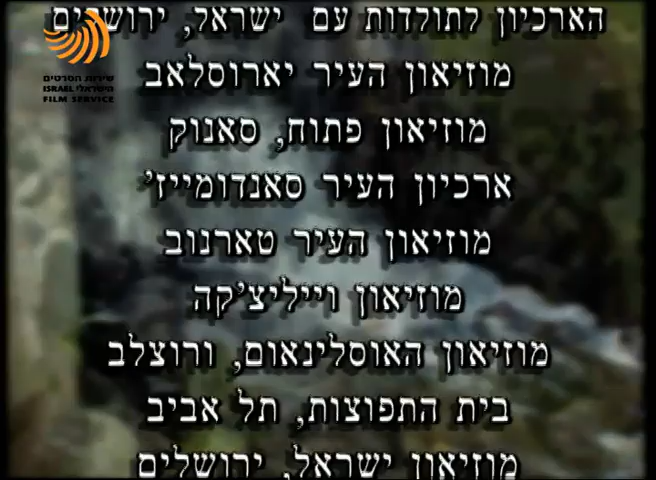 הארכיון לתולדות עם ישראל, ירושלים
שירות הסרטים
הישראלי
ISRAEL
FILM SERVICE
מוזיאון העיר יארוסלאב
מוזיאון פתוח, סאנוק
ארכיון העיר סאנדומייז'
מוזיאון העיר טארנוב
מוזיאון וייליצ'קה
מוזיאון האוסלינאום, ורוצלב
בית התפוצות, תל אביב
מוזיאון ישראל, ירושלים